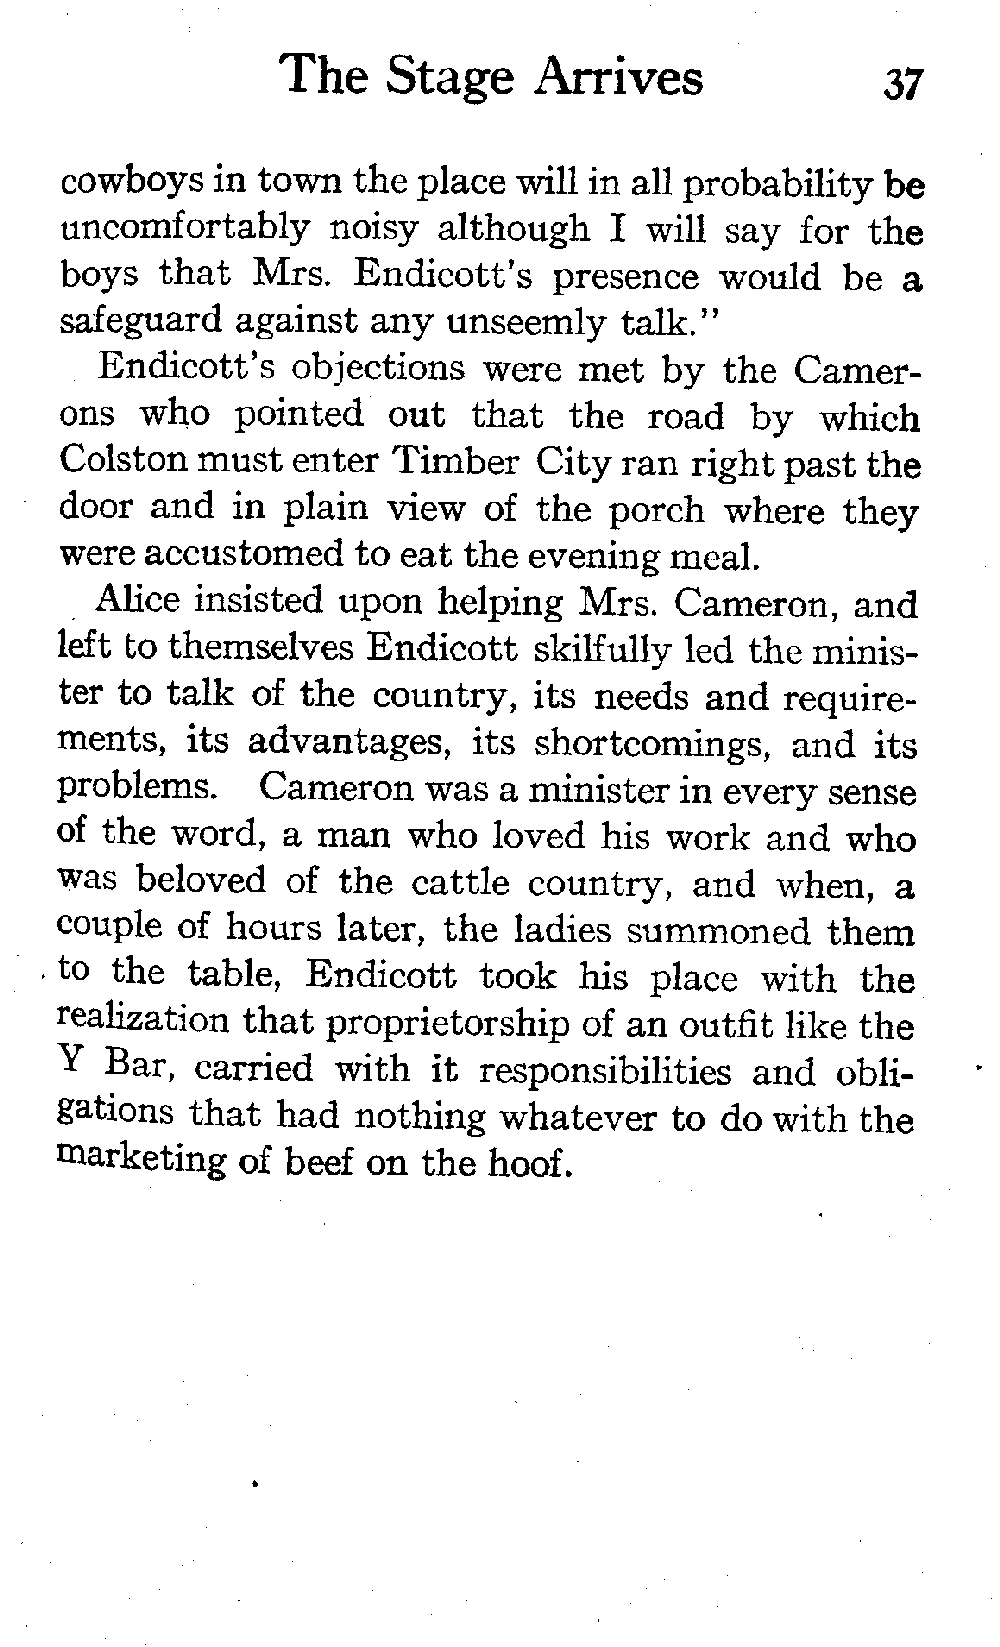 The Stage Arrives 37
cowboys in town the place will in all probability be
uncomfortably noisy although I will say for the
boys that Mrs. Endicott's presence would be a
safeguard against any unseemly talk."
Endicott's objections were met by the Camer-
ons who pointed out that the road by which
Colston must enter Timber City ran right past the
door and in plain view of the porch where they
were accustomed to eat the evening meal.
Alice insisted upon helping Mrs. Cameron, and
left to themselves Endicott skilfully led the minis-
ter to talk of the country, its needs and require-
ments, its advantages, its shortcomings, and its
problems. Cameron was a minister in every sense
of the word, a man who loved his work and who
was beloved of the cattle country, and when, a
couple of hours later, the ladies summoned them
to the table, Endicott took his place with the
realization that proprietorship of an outfit like the
Y Bar, carried with it responsibilities and obli-
gations that had nothing whatever to do with the
marketing of beef on the hoof.